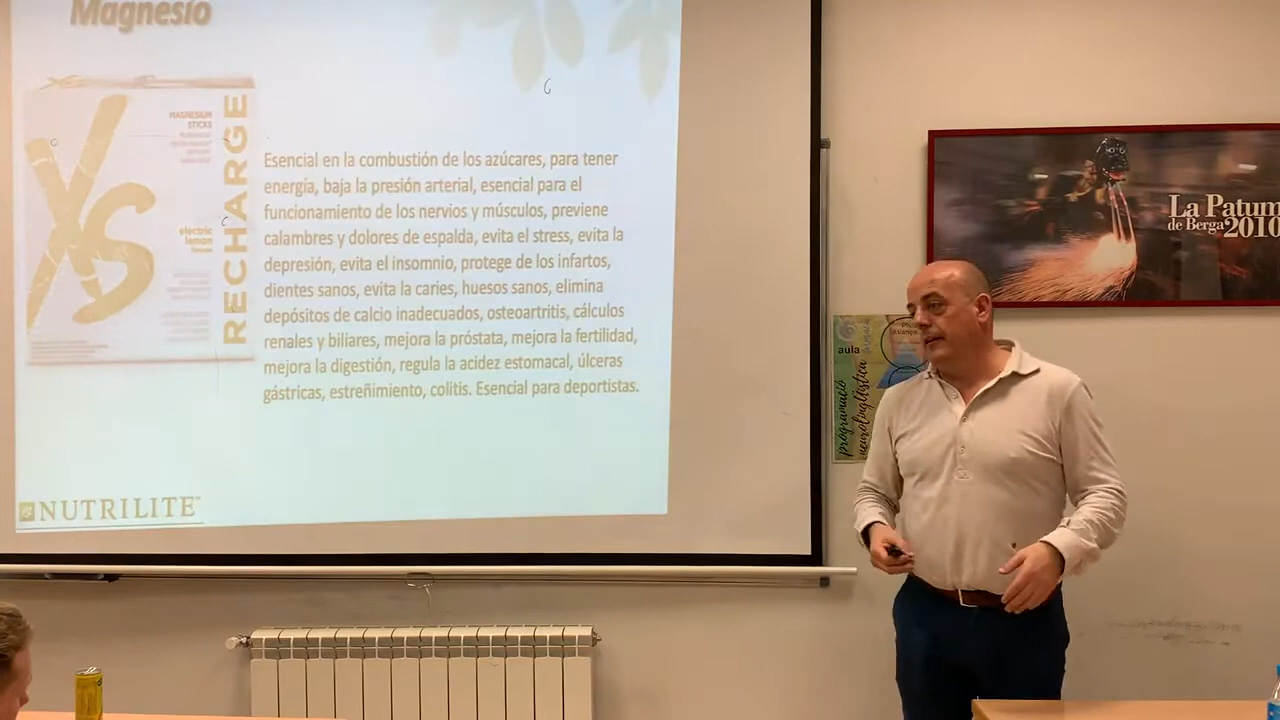 Magnesio
XS
RECHARGE
MAGNESIUM
STICKS
electric
lemon
Esencial en la combustión de los azúcares, para tener
energía, baja la presión arterial, esencial para el
funcionamiento de los nervios y músculos, previene
calambres y dolores de espalda, evita el stress, evita la
depresión, evita el insomnio, protege de los infartos,
dientes sanos, evita la caries, huesos sanos, elimina
depósitos de calcio inadecuados, osteoartritis, cálculos
renales y biliares, mejora la próstata, mejora la fertilidad,
mejora la digestión, regula la acidez estomacal, úlceras
gástricas, estreñimiento, colitis. Esencial para deportistas.
NUTRILITE™
La Patum
de Berga 2010
aula
programació
neurolingüística